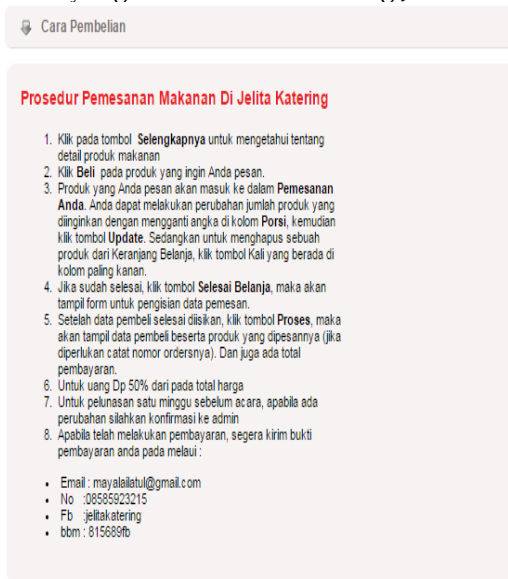 Cara Pembelian
Prosedur Pemesanan Makanan Di Jelita Katering
1. Klik pada tombol Selengkapnya untuk mengetahui tentang
detail produk makanan
2. Klik Beli pada produk yang ingin Anda pesan.
3. Produk yang Anda pesan akan masuk ke dalam Pemesanan
Anda. Anda dapat melakukan perubahan jumlah produk yang
diinginkan dengan mengganti angka di kolom Porsi, kemudian
klik tombol Update. Sedangkan untuk menghapus sebuah
produk dari Keranjang Belanja, klik tombol Kali yang berada di
kolom paling kanan.
4. Jika sudah selesai, klik tombol Selesai Belanja, maka akan
tampil form untuk pengisian data pemesan.
5. Setelah data pembeli selesai diisikan, klik tombol Proses, maka
akan tampil data pembeli beserta produk yang dipesannya (jika
diperlukan catat nomor ordersnya). Dan juga ada total
pembayaran.
6. Untuk uang Dp 50% dari pada total harga
7. Untuk pelunasan satu minggu sebelum acara, apabila ada
perubahan silahkan konfirmasi ke admin
8. Apabila telah melakukan pembayaran, segera kirim bukti
pembayaran anda pada melaui :
• Email : mayalailatul@gmail.com
• No :08585923215
• Fb :jelitakatering
• bbm : 815689fb